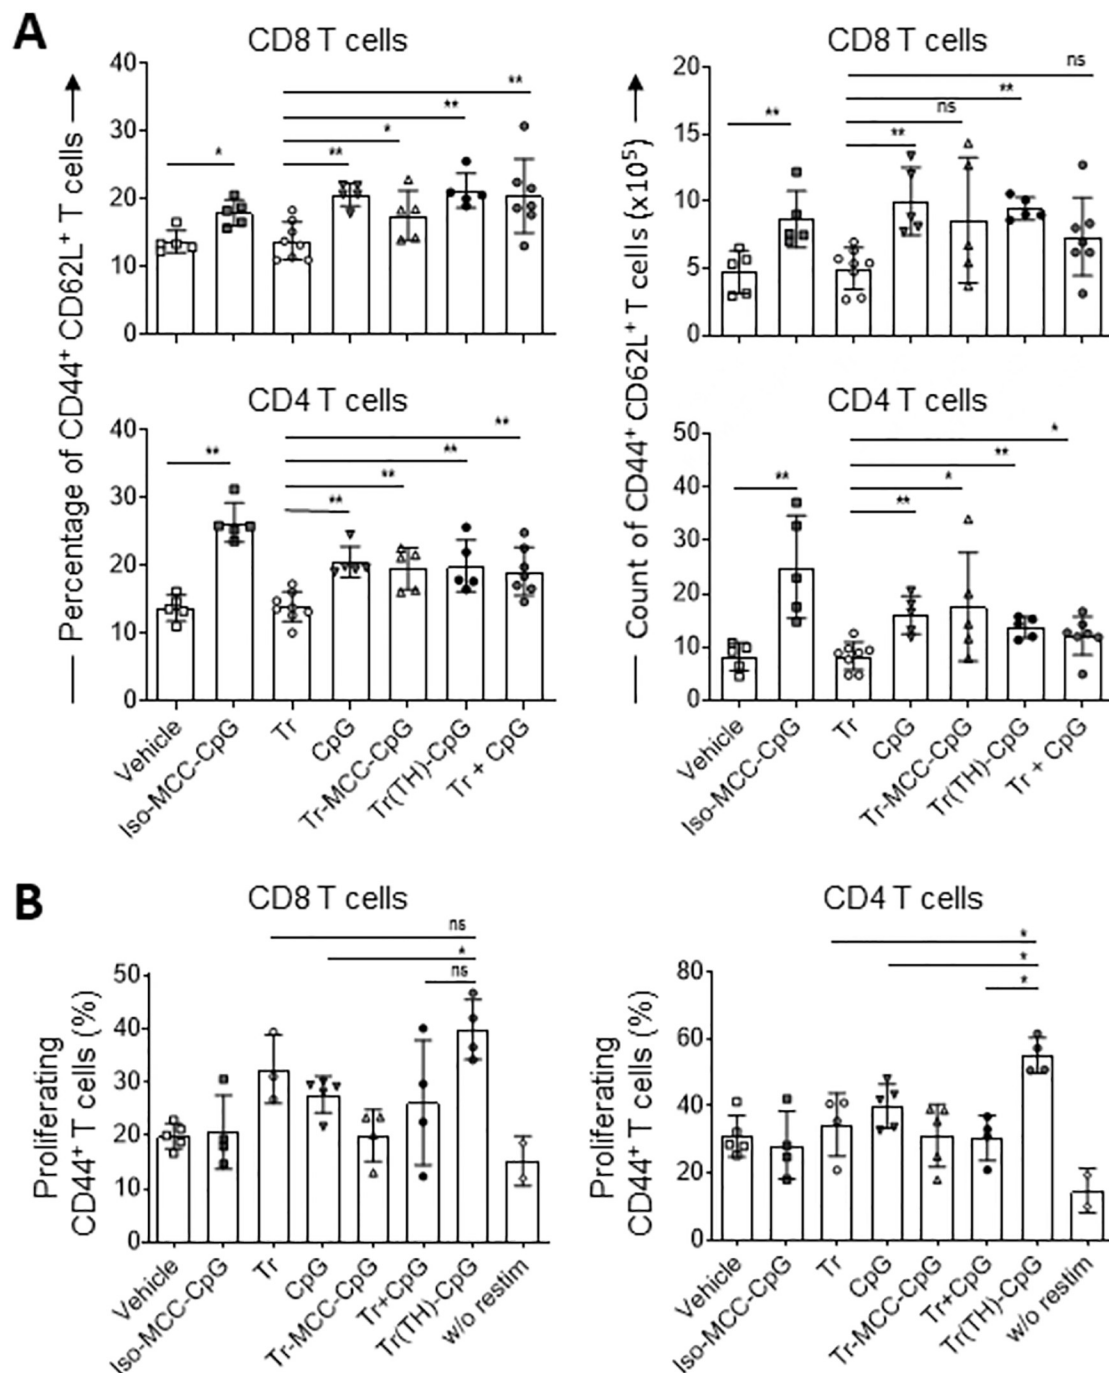 A
CD8 T cells
CD8 T cells
— Percentage of CD44⁺ CD62L⁺ T cells →
40
30
20
10
0
*
**
*
**
**
— Count of CD44⁺ CD62L⁺ T cells (x10⁵) →
20
15
10
5
0
**
**
ns
**
ns
CD4 T cells
CD4 T cells
40
30
20
10
0
**
**
**
**
**
50
40
30
20
10
0
**
**
*
**
*
Vehicle
Iso-MCC-CpG
Tr
CpG
Tr-MCC-CpG
Tr(TH)-CpG
Tr + CpG
Vehicle
Iso-MCC-CpG
Tr
CpG
Tr-MCC-CpG
Tr(TH)-CpG
Tr + CpG
B
CD8 T cells
CD4 T cells
Proliferating
CD44⁺ T cells (%)
50
40
30
20
10
0
ns
*
ns
Proliferating
CD44⁺ T cells (%)
80
60
40
20
0
*
*
*
Vehicle
Iso-MCC-CpG
Tr
CpG
Tr-MCC-CpG
Tr+CpG
Tr(TH)-CpG
w/o restim
Vehicle
Iso-MCC-CpG
Tr
CpG
Tr-MCC-CpG
Tr+CpG
Tr(TH)-CpG
w/o restim